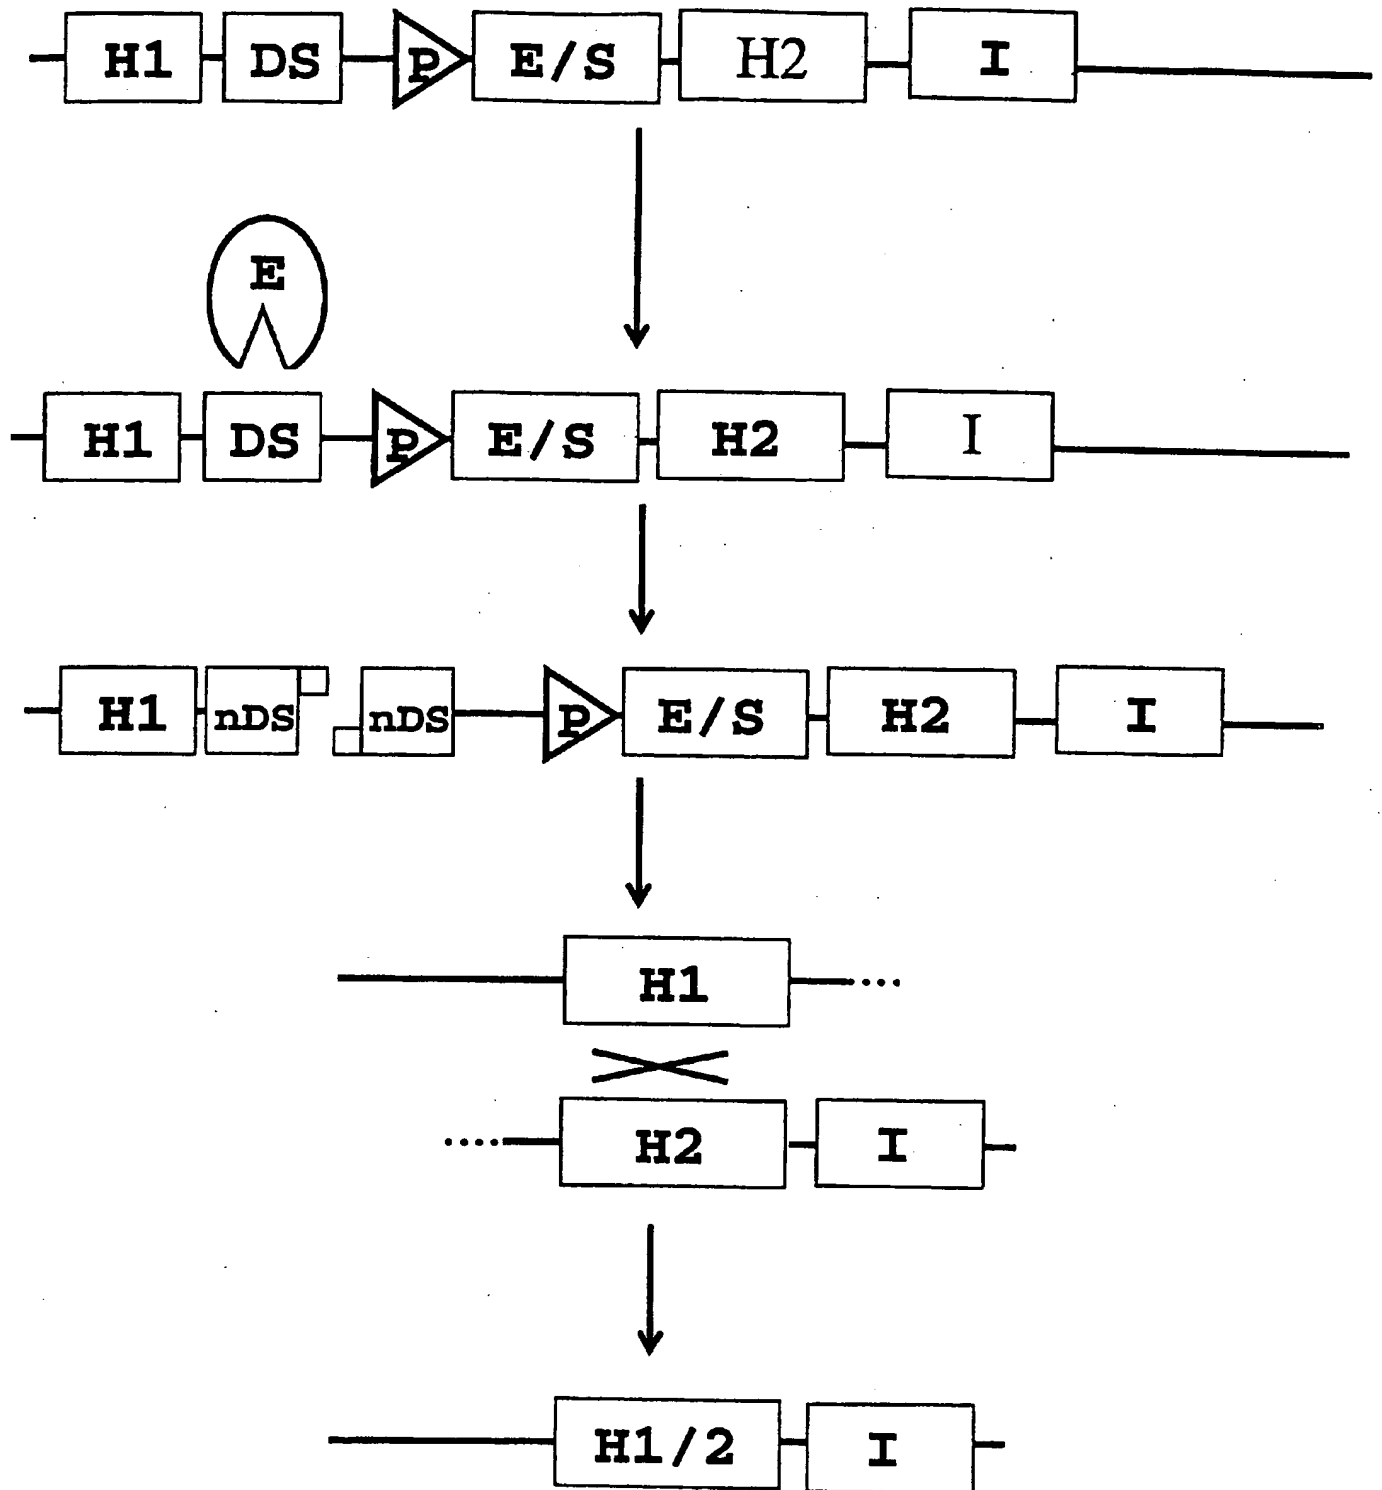 H1 DS P E/S H2 I
E
H1 DS P E/S H2 I
H1 nDS nDS P E/S H2 I
H1
H2 I
H1/2 I